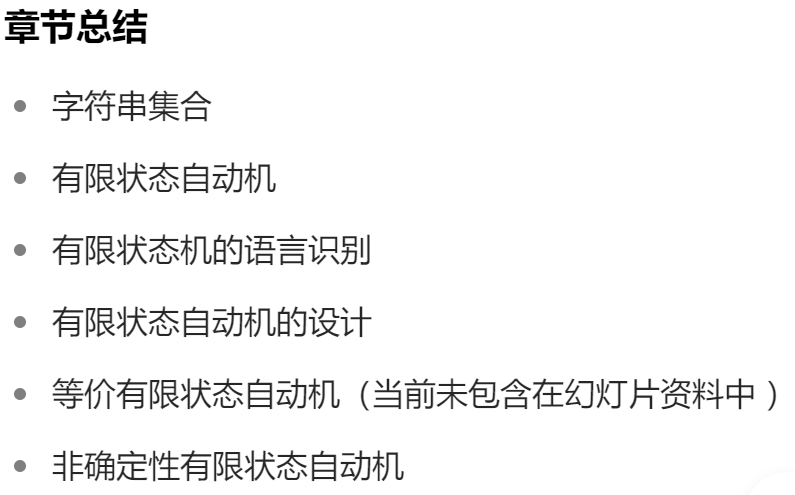 章节总结
• 字符串集合
• 有限状态自动机
• 有限状态机的语言识别
• 有限状态自动机的设计
• 等价有限状态自动机（当前未包含在幻灯片资料中 ）
• 非确定性有限状态自动机